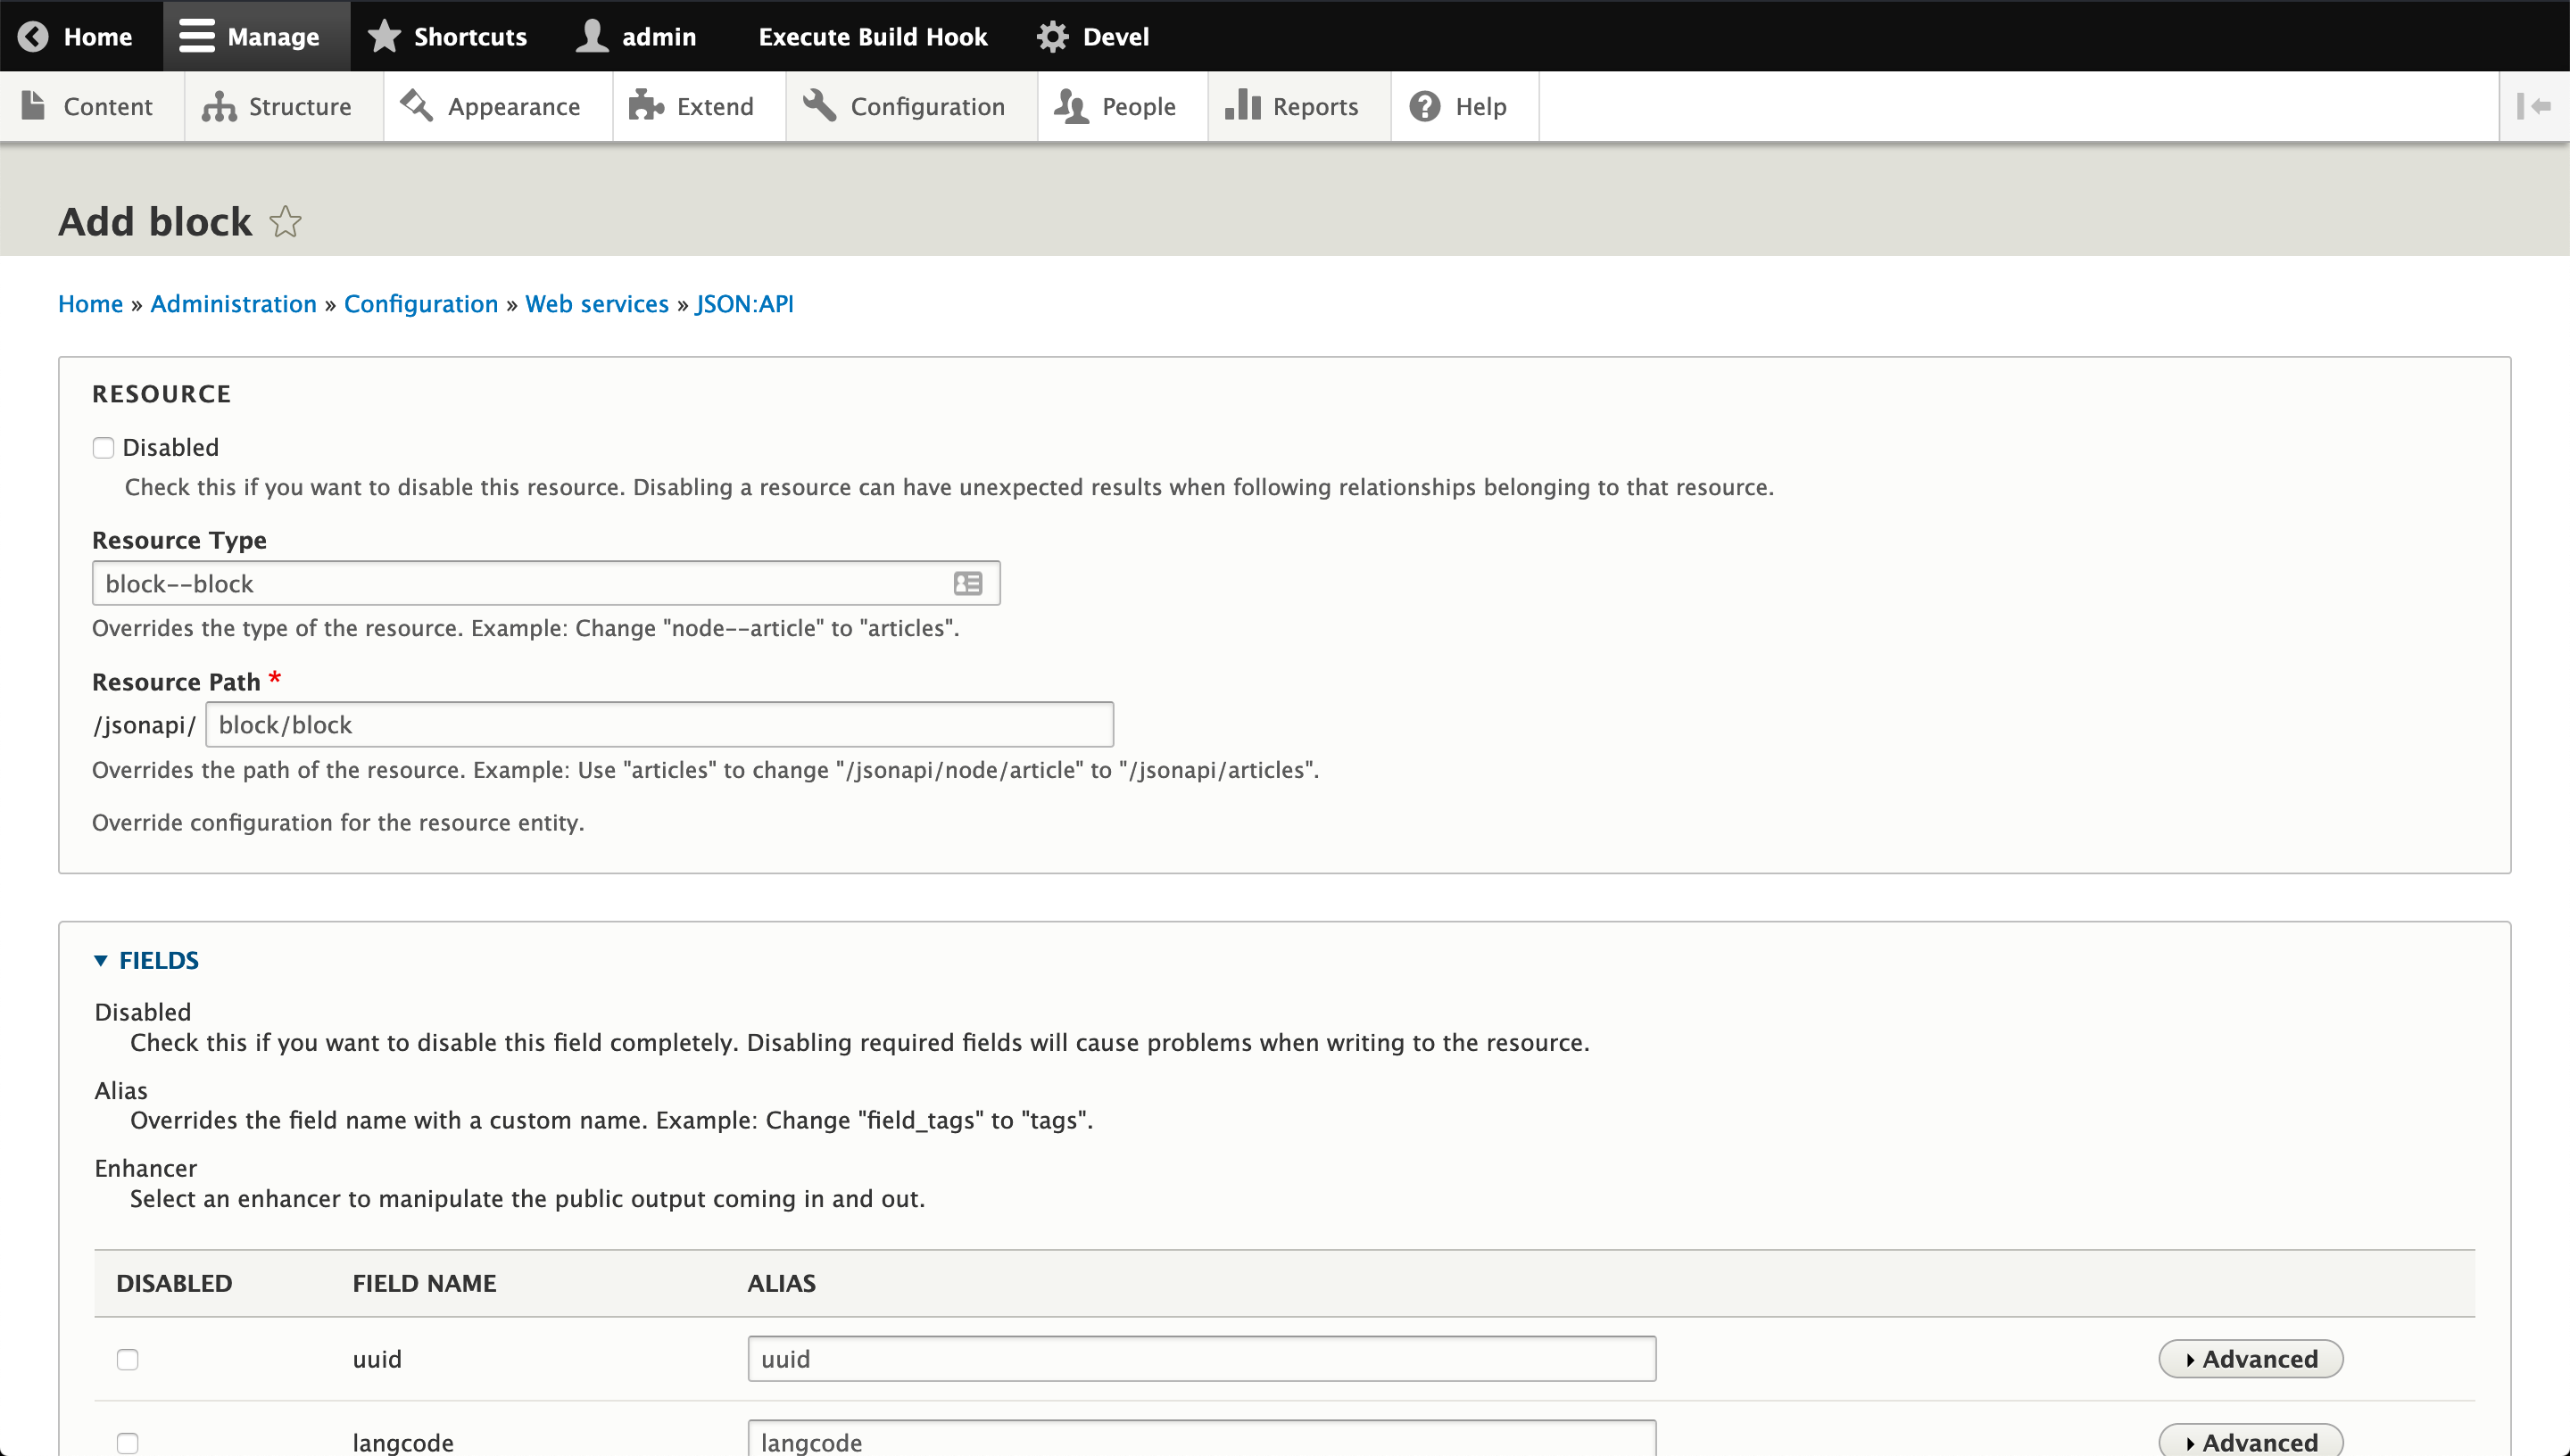 Home Manage Shortcuts admin Execute Build Hook Devel
Content Structure Appearance Extend Configuration People Reports Help
Add block
Home » Administration » Configuration » Web services » JSON:API
RESOURCE
Disabled
Check this if you want to disable this resource. Disabling a resource can have unexpected results when following relationships belonging to that resource.
Resource Type
block--block
Overrides the type of the resource. Example: Change "node--article" to "articles".
Resource Path *
/jsonapi/ block/block
Overrides the path of the resource. Example: Use "articles" to change "/jsonapi/node/article" to "/jsonapi/articles".
Override configuration for the resource entity.
FIELDS
Disabled
Check this if you want to disable this field completely. Disabling required fields will cause problems when writing to the resource.
Alias
Overrides the field name with a custom name. Example: Change "field_tags" to "tags".
Enhancer
Select an enhancer to manipulate the public output coming in and out.
DISABLED FIELD NAME ALIAS
uuid uuid Advanced
langcode langcode Advanced